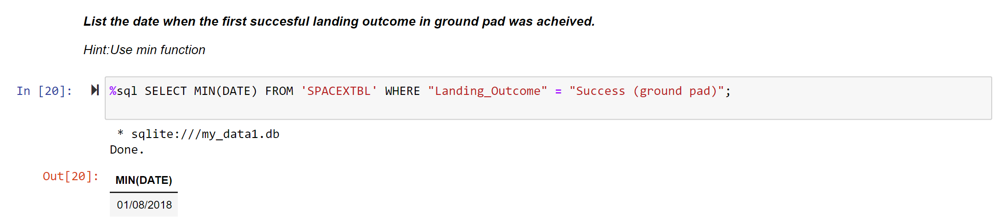 List the date when the first succesful landing outcome in ground pad was acheived.
Hint:Use min function
In [20]: %sql SELECT MIN(DATE) FROM 'SPACEXTBL' WHERE "Landing_Outcome" = "Success (ground pad)";
* sqlite:///my_data1.db
Done.
Out[20]:
MIN(DATE)
01/08/2018